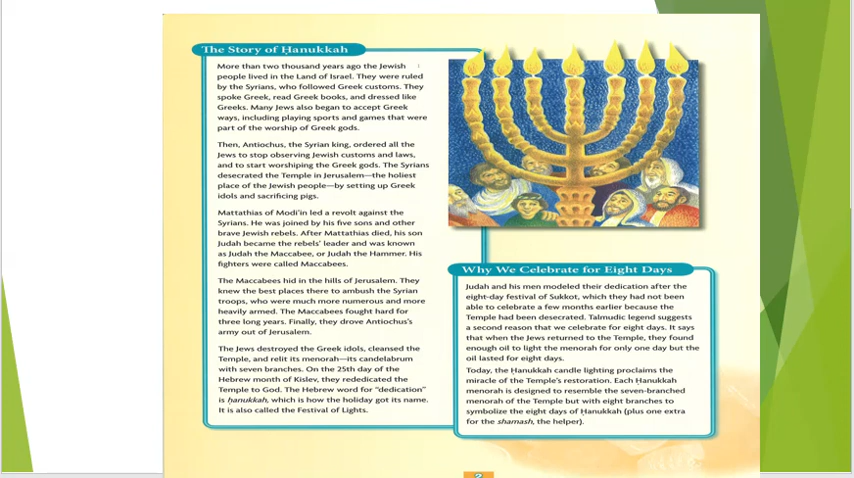 The Story of Ḥanukkah
More than two thousand years ago the Jewish
people lived in the Land of Israel. They were ruled
by the Syrians, who followed Greek customs. They
spoke Greek, read Greek books, and dressed like
Greeks. Many Jews also began to accept Greek
ways, including playing sports and games that were
part of the worship of Greek gods.
Then, Antiochus, the Syrian king, ordered all the
Jews to stop observing Jewish customs and laws,
and to start worshiping the Greek gods. The Syrians
desecrated the Temple in Jerusalem—the holiest
place of the Jewish people—by setting up Greek
idols and sacrificing pigs.
Mattathias of Modi'in led a revolt against the
Syrians. He was joined by his five sons and other
brave Jewish rebels. After Mattathias died, his son
Judah became the rebels' leader and was known
as Judah the Maccabee, or Judah the Hammer. His
fighters were called Maccabees.
The Maccabees hid in the hills of Jerusalem. They
knew the best places there to ambush the Syrian
troops, who were much more numerous and more
heavily armed. The Maccabees fought hard for
three long years. Finally, they drove Antiochus's
army out of Jerusalem.
The Jews destroyed the Greek idols, cleansed the
Temple, and relit its menorah—its candelabrum
with seven branches. On the 25th day of the
Hebrew month of Kislev, they rededicated the
Temple to God. The Hebrew word for "dedication"
is ḥanukkah, which is how the holiday got its name.
It is also called the Festival of Lights.
Why We Celebrate for Eight Days
Judah and his men modeled their dedication after the
eight-day festival of Sukkot, which they had not been
able to celebrate a few months earlier because the
Temple had been desecrated. Talmudic legend suggests
a second reason that we celebrate for eight days. It says
that when the Jews returned to the Temple, they found
enough oil to light the menorah for only one day but the
oil lasted for eight days.
Today, the Ḥanukkah candle lighting proclaims the
miracle of the Temple's restoration. Each Ḥanukkah
menorah is designed to resemble the seven-branched
menorah of the Temple but with eight branches to
symbolize the eight days of Ḥanukkah (plus one extra
for the shamash, the helper).
2